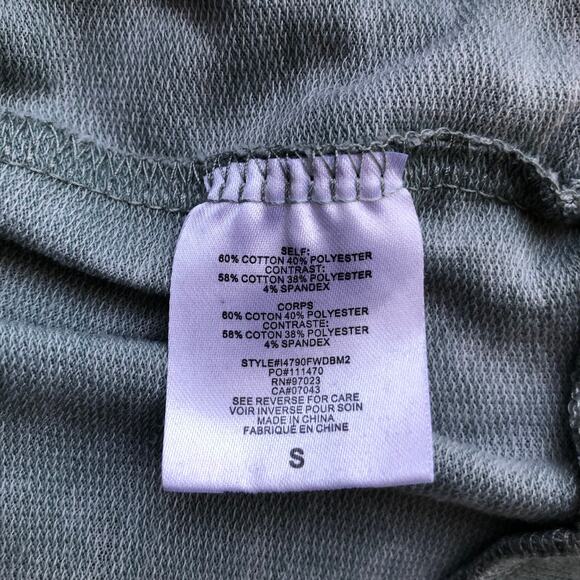 SELF:
60% COTTON 40% POLYESTER
CONTRAST:
58% COTTON 38% POLYESTER
4% SPANDEX
CORPS
60% COTON 40% POLYESTER
CONTRASTE:
58% COTON 38% POLYESTER
4% SPANDEX
STYLE#I4790FWDBM2
PO#111470
RN#97023
CA#07043
SEE REVERSE FOR CARE
VOIR INVERSE POUR SOIN
MADE IN CHINA
FABRIQUÉ EN CHINE
S